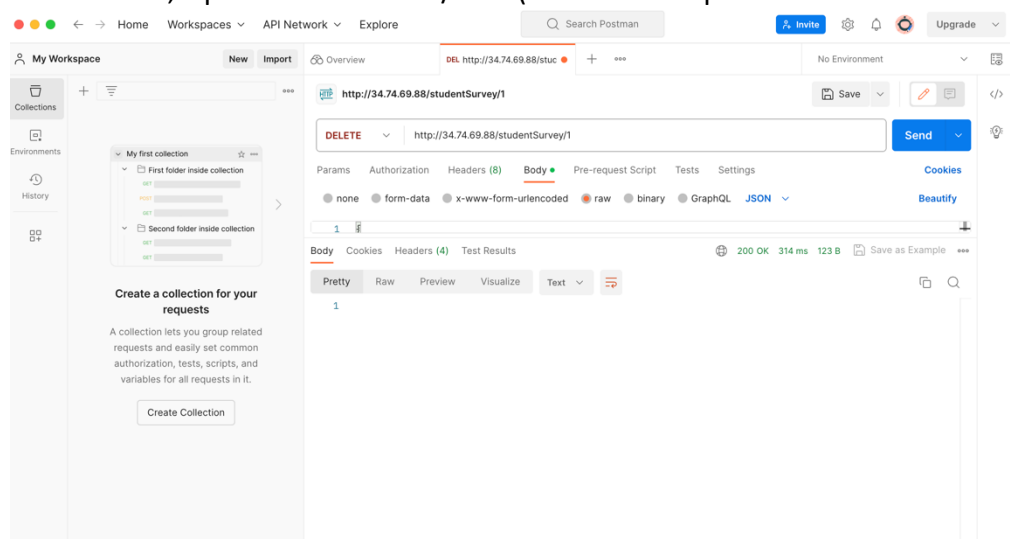 Home Workspaces API Network Explore Search Postman Invite Upgrade
My Workspace New Import Overview DEL http://34.74.69.88/stuc No Environment
Collections
Environments
History
My first collection
First folder inside collection
GET
POST
GET
Second folder inside collection
GET
GET
Create a collection for your
requests
A collection lets you group related
requests and easily set common
authorization, tests, scripts, and
variables for all requests in it.
Create Collection
HTTP http://34.74.69.88/studentSurvey/1 Save
DELETE http://34.74.69.88/studentSurvey/1 Send
Params Authorization Headers (8) Body Pre-request Script Tests Settings Cookies
none form-data x-www-form-urlencoded raw binary GraphQL JSON Beautify
1 {
Body Cookies Headers (4) Test Results 200 OK 314 ms 123 B Save as Example
Pretty Raw Preview Visualize Text
1